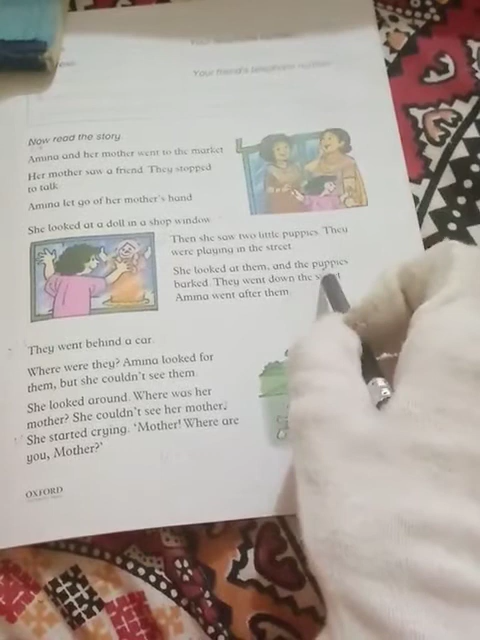 Your friend's telephone number
Now read the story.
Amina and her mother went to the market
Her mother saw a friend. They stopped
to talk
Amina let go of her mother's hand
She looked at a doll in a shop window
Then she saw two little puppies. They
were playing in the street
She looked at them, and the puppies
barked. They went down the
Amina went after them
They went behind a car.
Where were they? Amina looked for
them, but she couldn't see them
She looked around. Where was her
mother? She couldn't see her mother.
She started crying. 'Mother! Where are
you, Mother?'
OXFORD